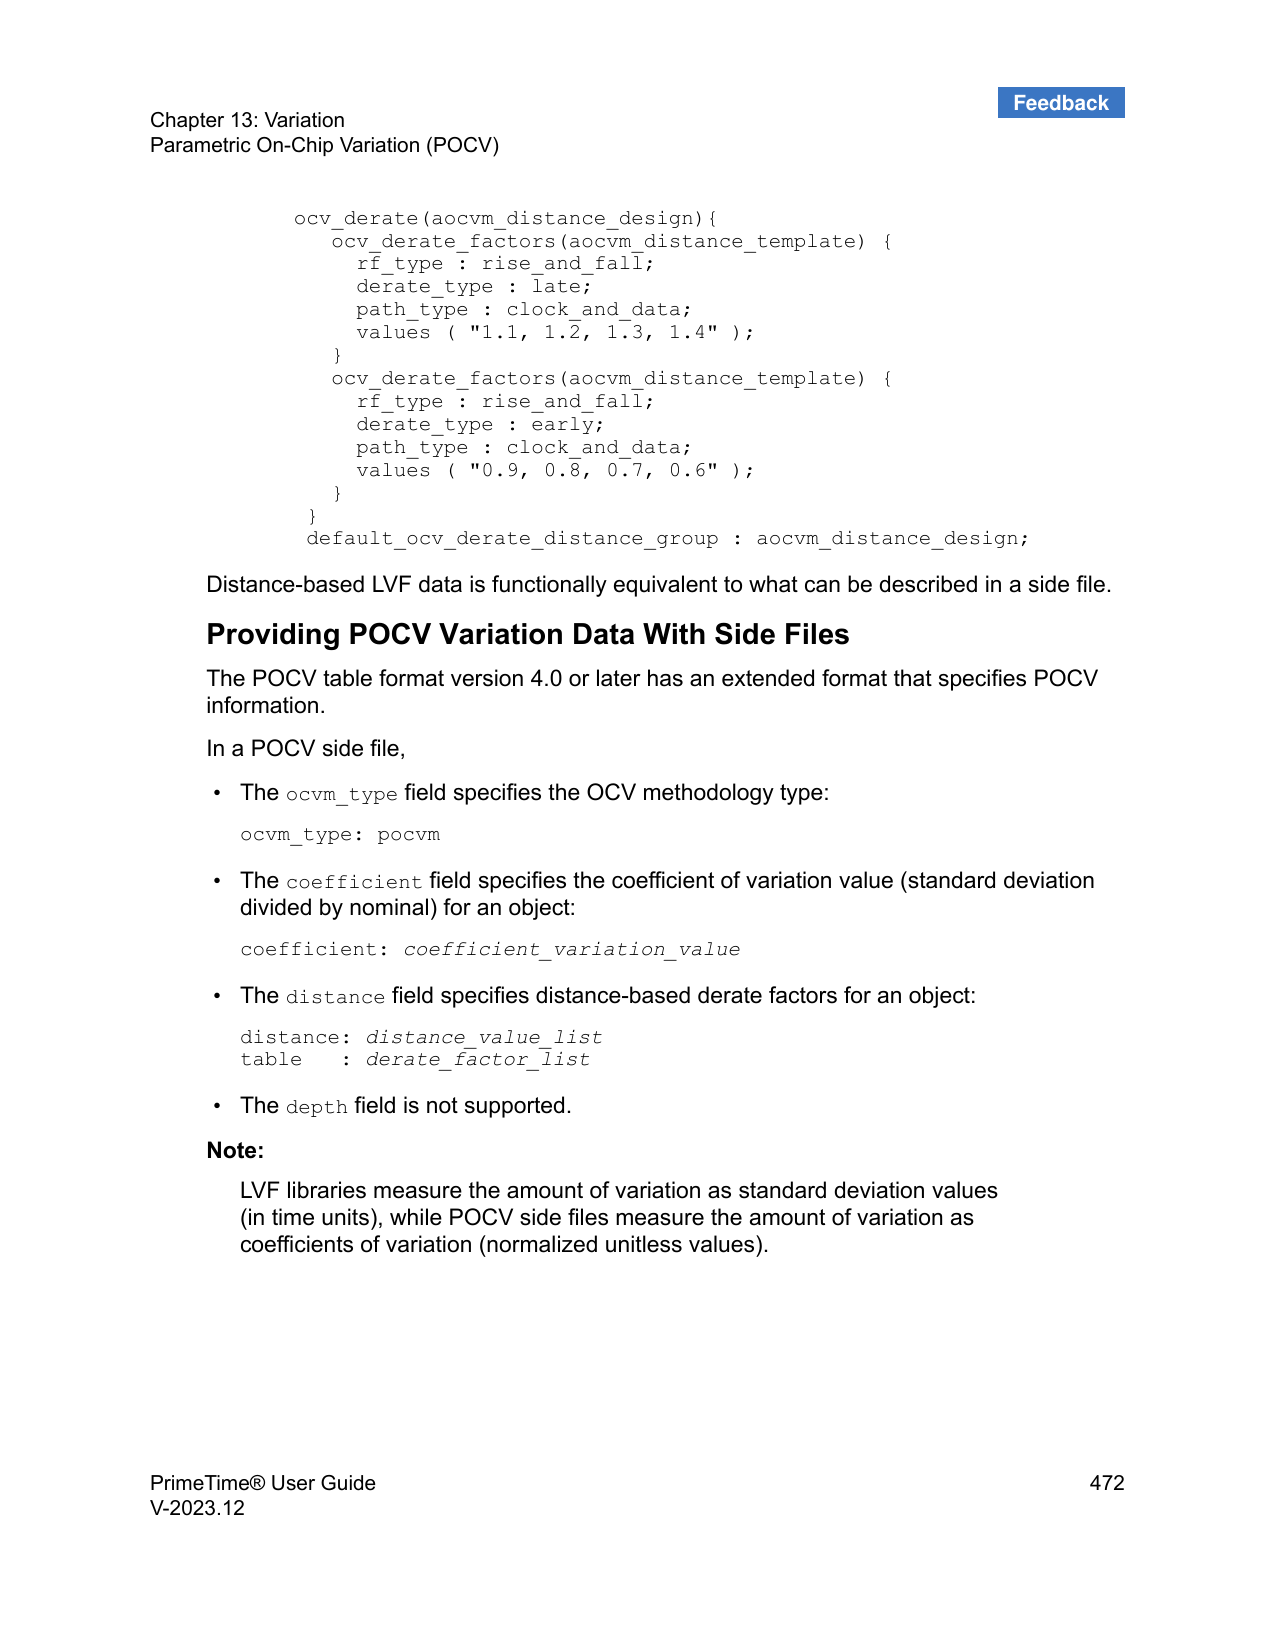 Feedback
Chapter 13: Variation
Parametric On-Chip Variation (POCV)
ocv_derate(aocvm_distance_design){
   ocv_derate_factors(aocvm_distance_template) {
     rf_type : rise_and_fall;
     derate_type : late;
     path_type : clock_and_data;
     values ( "1.1, 1.2, 1.3, 1.4" );
   }
   ocv_derate_factors(aocvm_distance_template) {
     rf_type : rise_and_fall;
     derate_type : early;
     path_type : clock_and_data;
     values ( "0.9, 0.8, 0.7, 0.6" );
   }
 }
 default_ocv_derate_distance_group : aocvm_distance_design;
Distance-based LVF data is functionally equivalent to what can be described in a side file.
Providing POCV Variation Data With Side Files
The POCV table format version 4.0 or later has an extended format that specifies POCV
information.
In a POCV side file,
• The ocvm_type field specifies the OCV methodology type:
ocvm_type: pocvm
• The coefficient field specifies the coefficient of variation value (standard deviation
divided by nominal) for an object:
coefficient: coefficient_variation_value
• The distance field specifies distance-based derate factors for an object:
distance: distance_value_list
table   : derate_factor_list
• The depth field is not supported.
Note:
LVF libraries measure the amount of variation as standard deviation values
(in time units), while POCV side files measure the amount of variation as
coefficients of variation (normalized unitless values).
PrimeTime® User Guide 472
V-2023.12